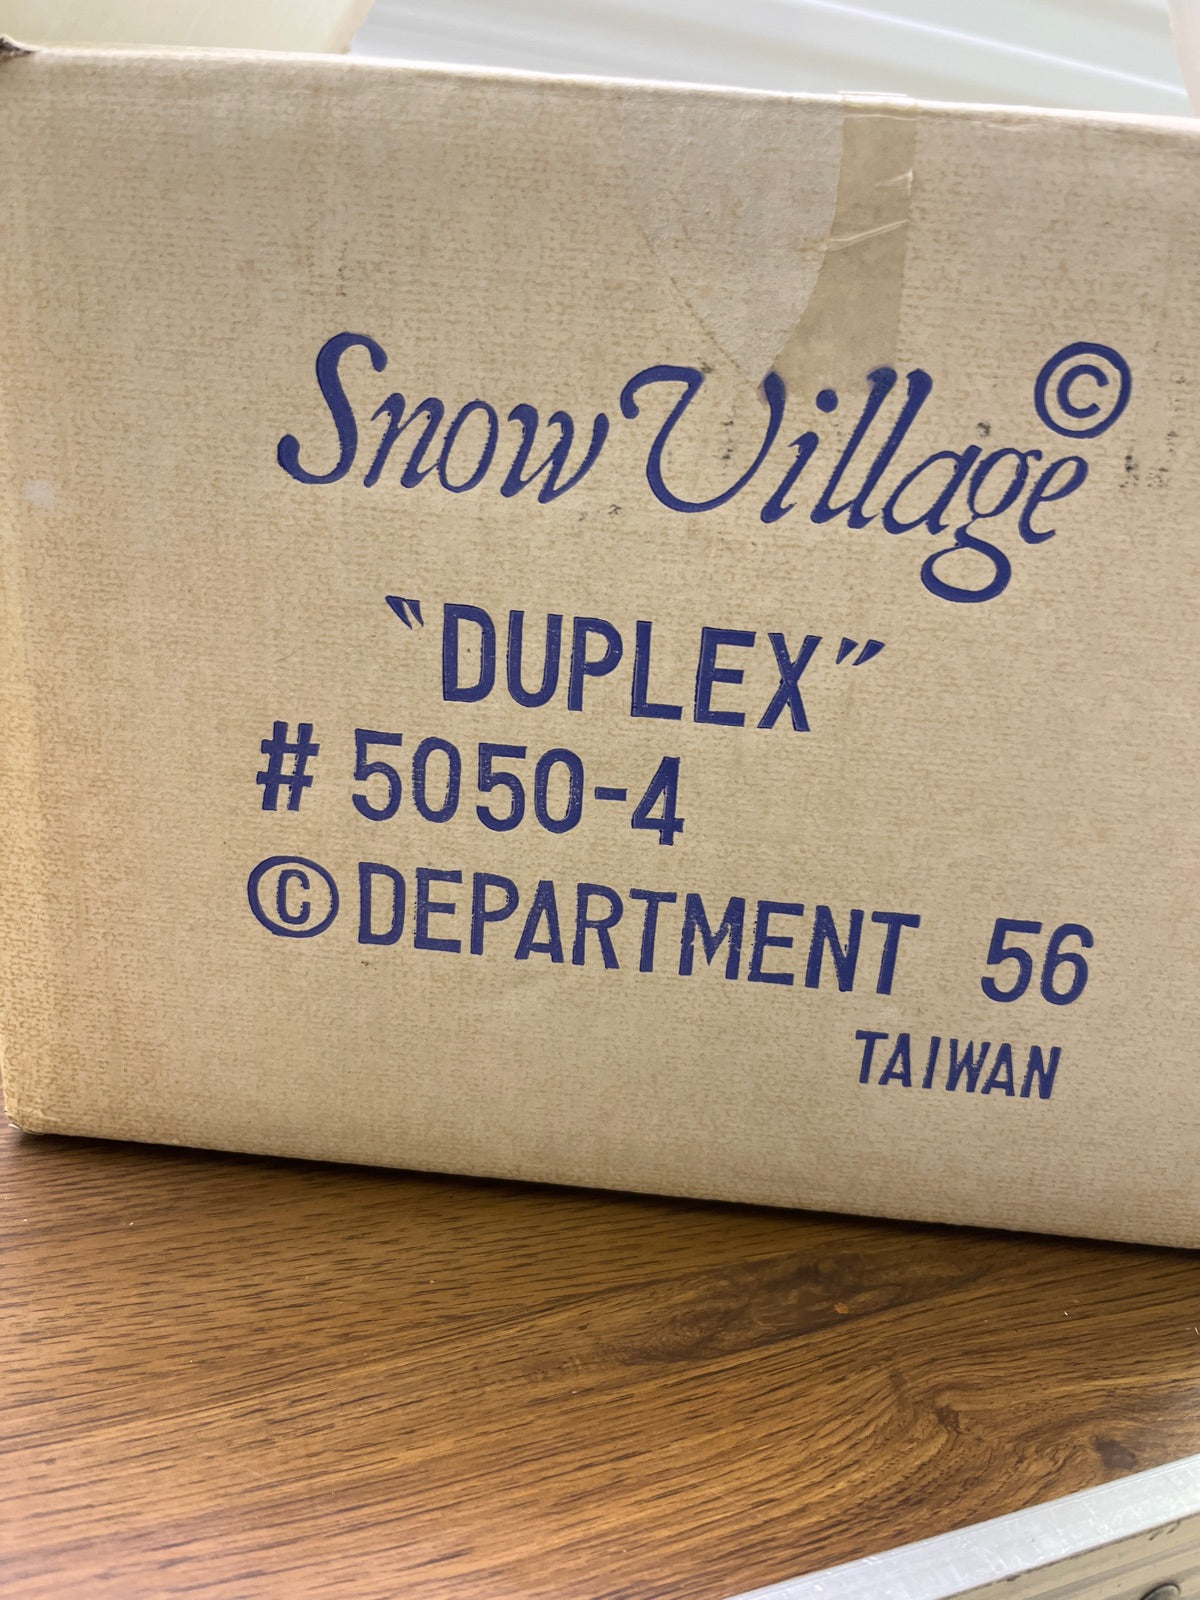 Snow Village ©
"DUPLEX"
# 5050-4
© DEPARTMENT 56
TAIWAN